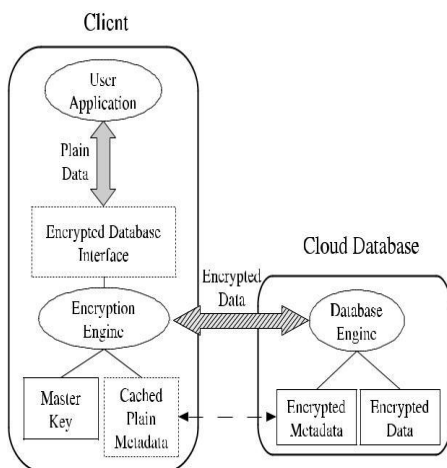 Client
User
Application
Plain
Data
Encrypted Database
Interface
Encryption
Engine
Master
Key
Cached
Plain
Metadata
Encrypted
Data
Cloud Database
Database
Engine
Encrypted
Metadata
Encrypted
Data